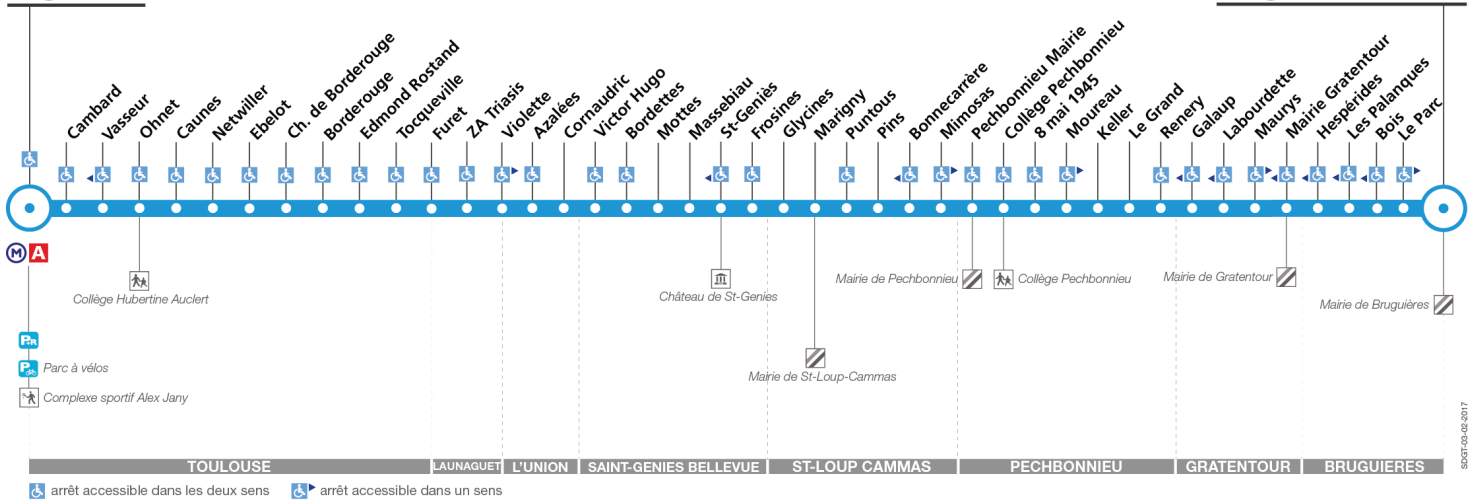 Cambard
Vasseur
Ohnet
Caunes
Netwiller
Ebelot
Ch. de Borderouge
Borderouge
Edmond Rostand
Tocqueville
Furet
ZA Triasis
Violette
Azalées
Cornaudric
Victor Hugo
Bordettes
Mottes
Massebiau
St-Geniès
Frosines
Glycines
Marigny
Puntous
Pins
Bonnecarrère
Mimosas
Pechbonnieu Mairie
Collège Pechbonnieu
8 mai 1945
Moureau
Keller
Le Grand
Renery
Galaup
Labourdette
Maurys
Mairie Gratentour
Hespérides
Les Palanques
Bois
Le Parc
M A
Collège Hubertine Auclert
Château de St-Genies
Mairie de Pechbonnieu
Collège Pechbonnieu
Mairie de Gratentour
Mairie de Bruguières
P+R
P
Parc à vélos
Mairie de St-Loup-Cammas
Complexe sportif Alex Jany
SDGT-03-02-2017
TOULOUSE
LAUNAGUET
L'UNION
SAINT-GENIES BELLEVUE
ST-LOUP CAMMAS
PECHBONNIEU
GRATENTOUR
BRUGUIERES
arrêt accessible dans les deux sens
arrêt accessible dans un sens